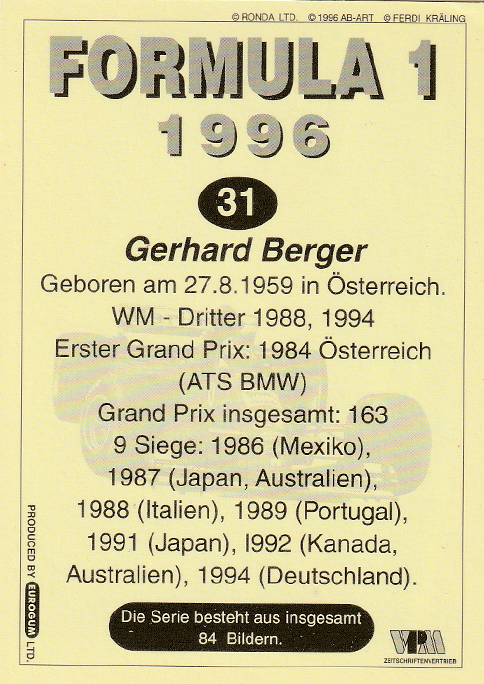 © RONDA LTD. © 1996 AB-ART © FERDI KRÄLING
FORMULA 1
1996
31
Gerhard Berger
Geboren am 27.8.1959 in Österreich.
WM - Dritter 1988, 1994
Erster Grand Prix: 1984 Österreich
(ATS BMW)
Grand Prix insgesamt: 163
9 Siege: 1986 (Mexiko),
1987 (Japan, Australien),
1988 (Italien), 1989 (Portugal),
1991 (Japan), I992 (Kanada,
Australien), 1994 (Deutschland).
Die Serie besteht aus insgesamt
84 Bildern.
PRODUCED BY EUROGUM LTD.
VPM
ZEITSCHRIFTENVERTRIEB